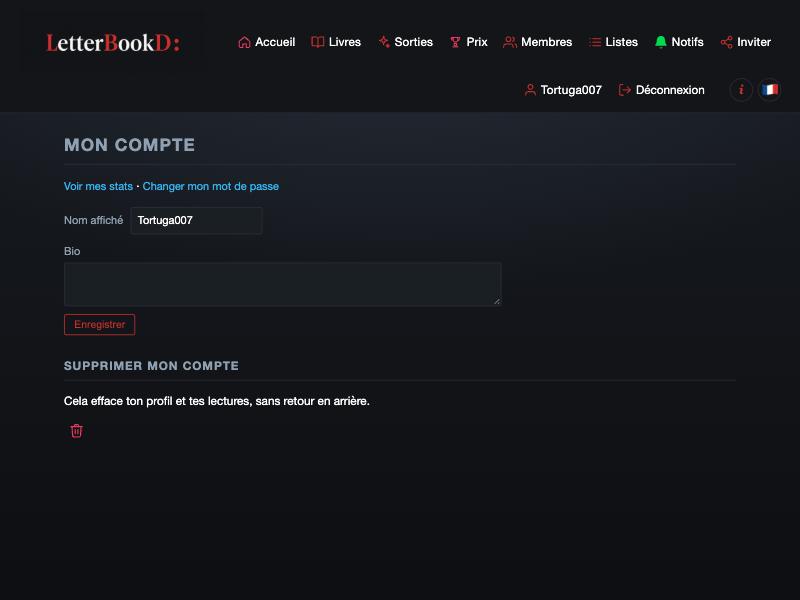 LetterBookD:
Accueil Livres Sorties Prix Membres Listes Notifs Inviter
Tortuga007 Déconnexion i
MON COMPTE
Voir mes stats · Changer mon mot de passe
Nom affiché Tortuga007
Bio
Enregistrer
SUPPRIMER MON COMPTE
Cela efface ton profil et tes lectures, sans retour en arrière.